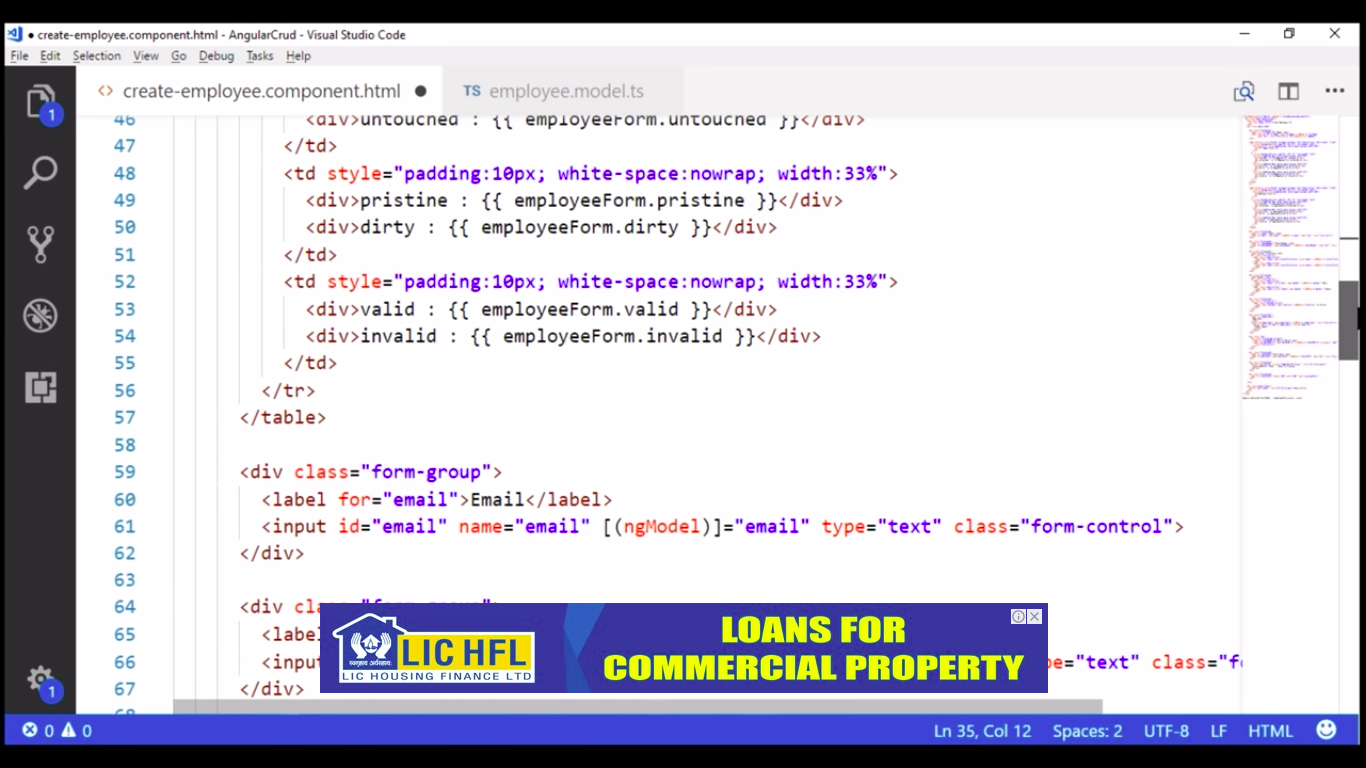 ● create-employee.component.html - AngularCrud - Visual Studio Code
File Edit Selection View Go Debug Tasks Help
<> create-employee.component.html ● TS employee.model.ts
1
46 <div>untouched : {{ employeeForm.untouched }}</div>
47 </td>
48 <td style="padding:10px; white-space:nowrap; width:33%">
49 <div>pristine : {{ employeeForm.pristine }}</div>
50 <div>dirty : {{ employeeForm.dirty }}</div>
51 </td>
52 <td style="padding:10px; white-space:nowrap; width:33%">
53 <div>valid : {{ employeeForm.valid }}</div>
54 <div>invalid : {{ employeeForm.invalid }}</div>
55 </td>
56 </tr>
57 </table>
58
59 <div class="form-group">
60 <label for="email">Email</label>
61 <input id="email" name="email" [(ngModel)]="email" type="text" class="form-control">
62 </div>
63
64 <div class="form-group">
65 <label
66 <input pe="text" class="fo
67 </div>
1
LIC HFL
LIC HOUSING FINANCE LTD
LOANS FOR
COMMERCIAL PROPERTY
0 0 Ln 35, Col 12 Spaces: 2 UTF-8 LF HTML